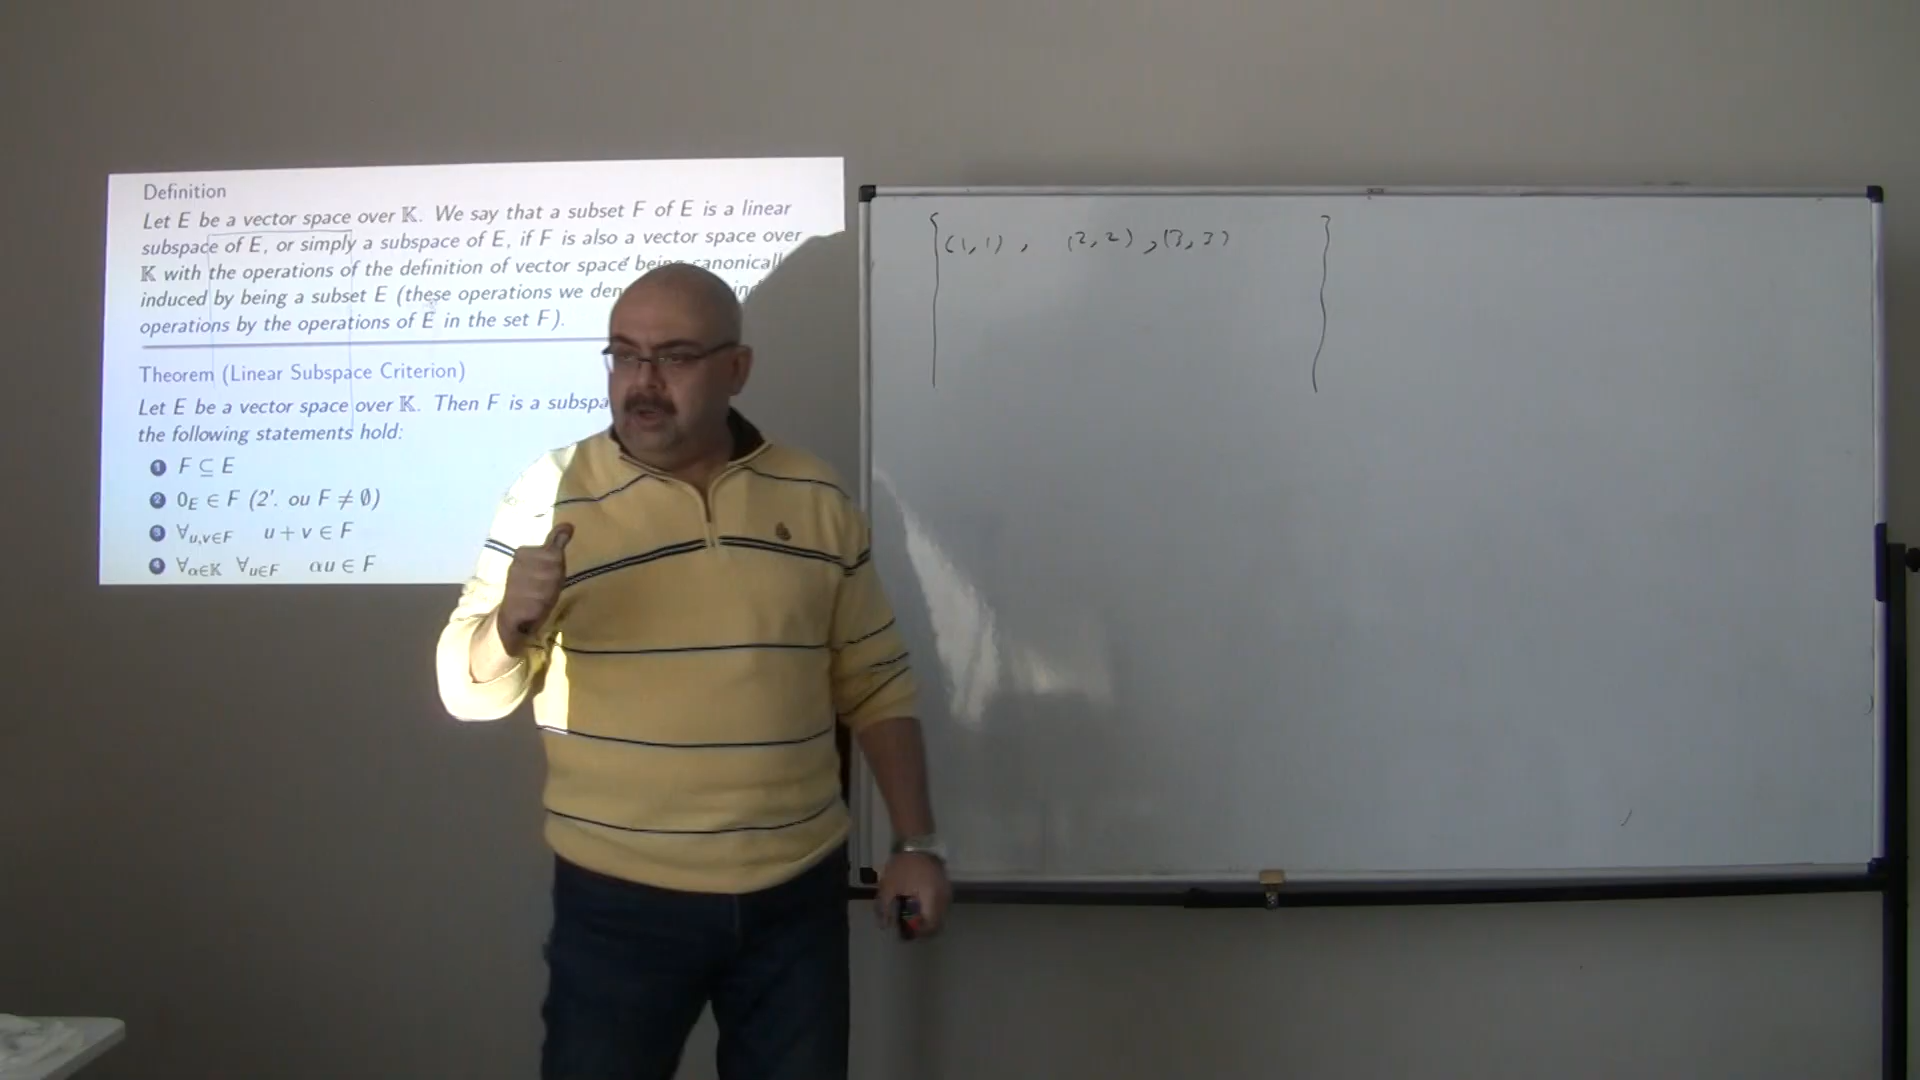 Definition
Let E be a vector space over 𝕂. We say that a subset F of E is a linear
subspace of E, or simply a subspace of E, if F is also a vector space over
𝕂 with the operations of the definition of vector space being canonicall
induced by being a subset E (these operations we den
operations by the operations of E in the set F).
Theorem (Linear Subspace Criterion)
Let E be a vector space over 𝕂. Then F is a subspa
the following statements hold:
1 F ⊆ E
2 0_E ∈ F (2'. ou F ≠ ∅)
3 ∀_{u,v∈F} u + v ∈ F
4 ∀_{α∈𝕂} ∀_{u∈F} αu ∈ F
{ (1,1) , (2,2) , (3,3) }